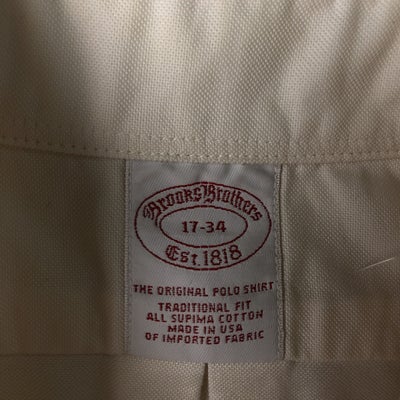 Brooks Brothers
17-34
Est. 1818
THE ORIGINAL POLO SHIRT
TRADITIONAL FIT
ALL SUPIMA COTTON
MADE IN USA
OF IMPORTED FABRIC